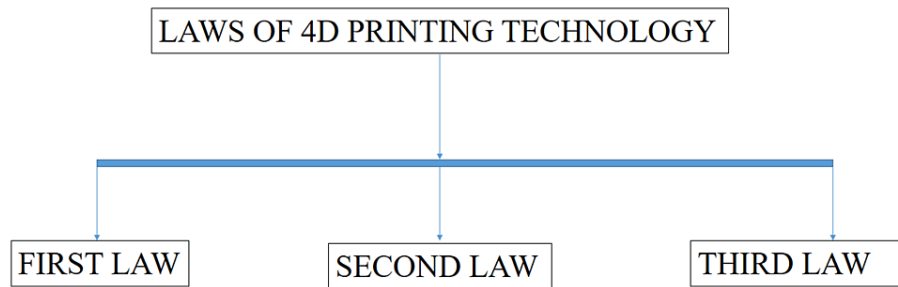 LAWS OF 4D PRINTING TECHNOLOGY
FIRST LAW
SECOND LAW
THIRD LAW